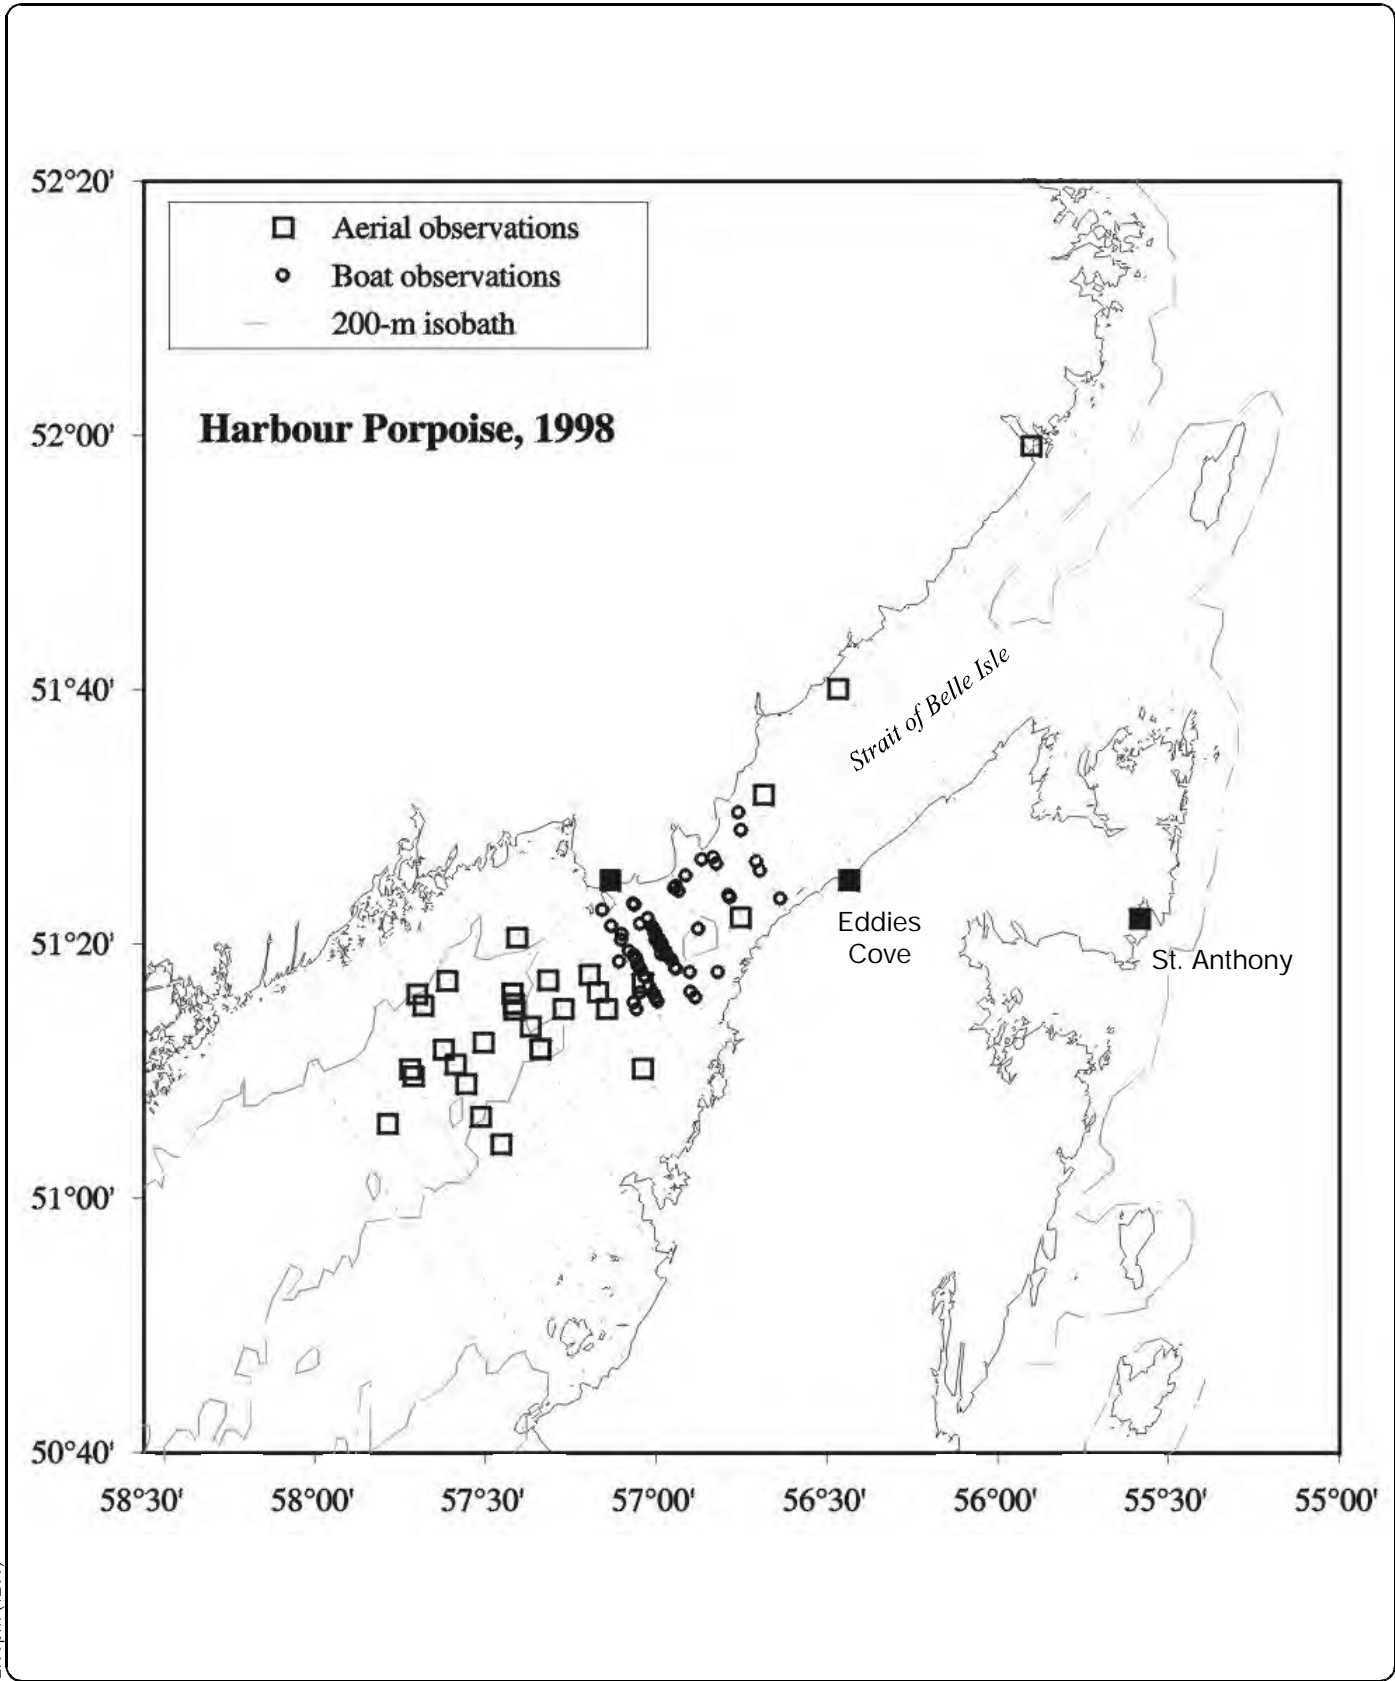 52°20'
Aerial observations
Boat observations
200-m isobath
Harbour Porpoise, 1998
52°00'
51°40'
Strait of Belle Isle
Eddies
Cove
51°20'
St. Anthony
51°00'
50°40'
58°30' 58°00' 57°30' 57°00' 56°30' 56°00' 55°30' 55°00'